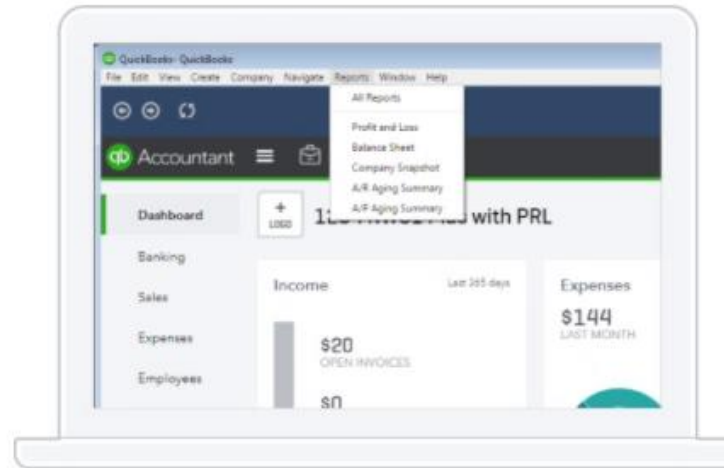 QuickBooks- QuickBooks
File Edit View Create Company Navigate Reports Window Help
All Reports
Profit and Loss
Balance Sheet
Company Snapshot
A/R Aging Summary
A/P Aging Summary
qb Accountant
+
LOGO
with PRL
Dashboard
Banking
Sales
Expenses
Employees
Income
Last 365 days
$20
OPEN INVOICES
$0
Expenses
$144
LAST MONTH